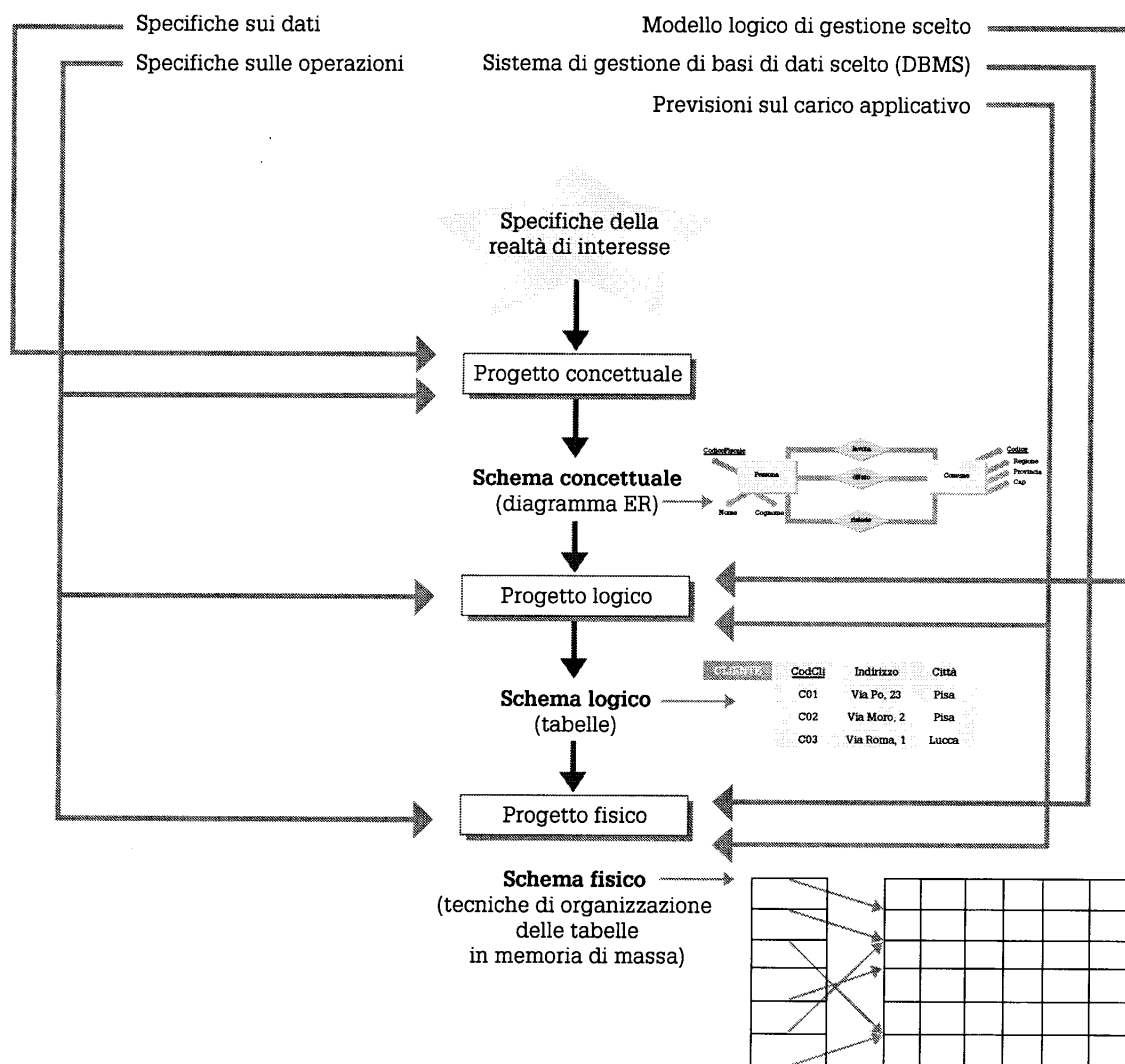 Specifiche sui dati
Specifiche sulle operazioni
Modello logico di gestione scelto
Sistema di gestione di basi di dati scelto (DBMS)
Previsioni sul carico applicativo
Specifiche della
realtà di interesse
Progetto concettuale
Schema concettuale
(diagramma ER)
CodiceFiscale
Persona
Nome
Cognome
Comune
Codice
Regione
Provincia
Cap
Progetto logico
Schema logico
(tabelle)
CLIENTE CodCli Indirizzo Città
C01 Via Po, 23 Pisa
C02 Via Moro, 2 Pisa
C03 Via Roma, 1 Lucca
Progetto fisico
Schema fisico
(tecniche di organizzazione
delle tabelle
in memoria di massa)